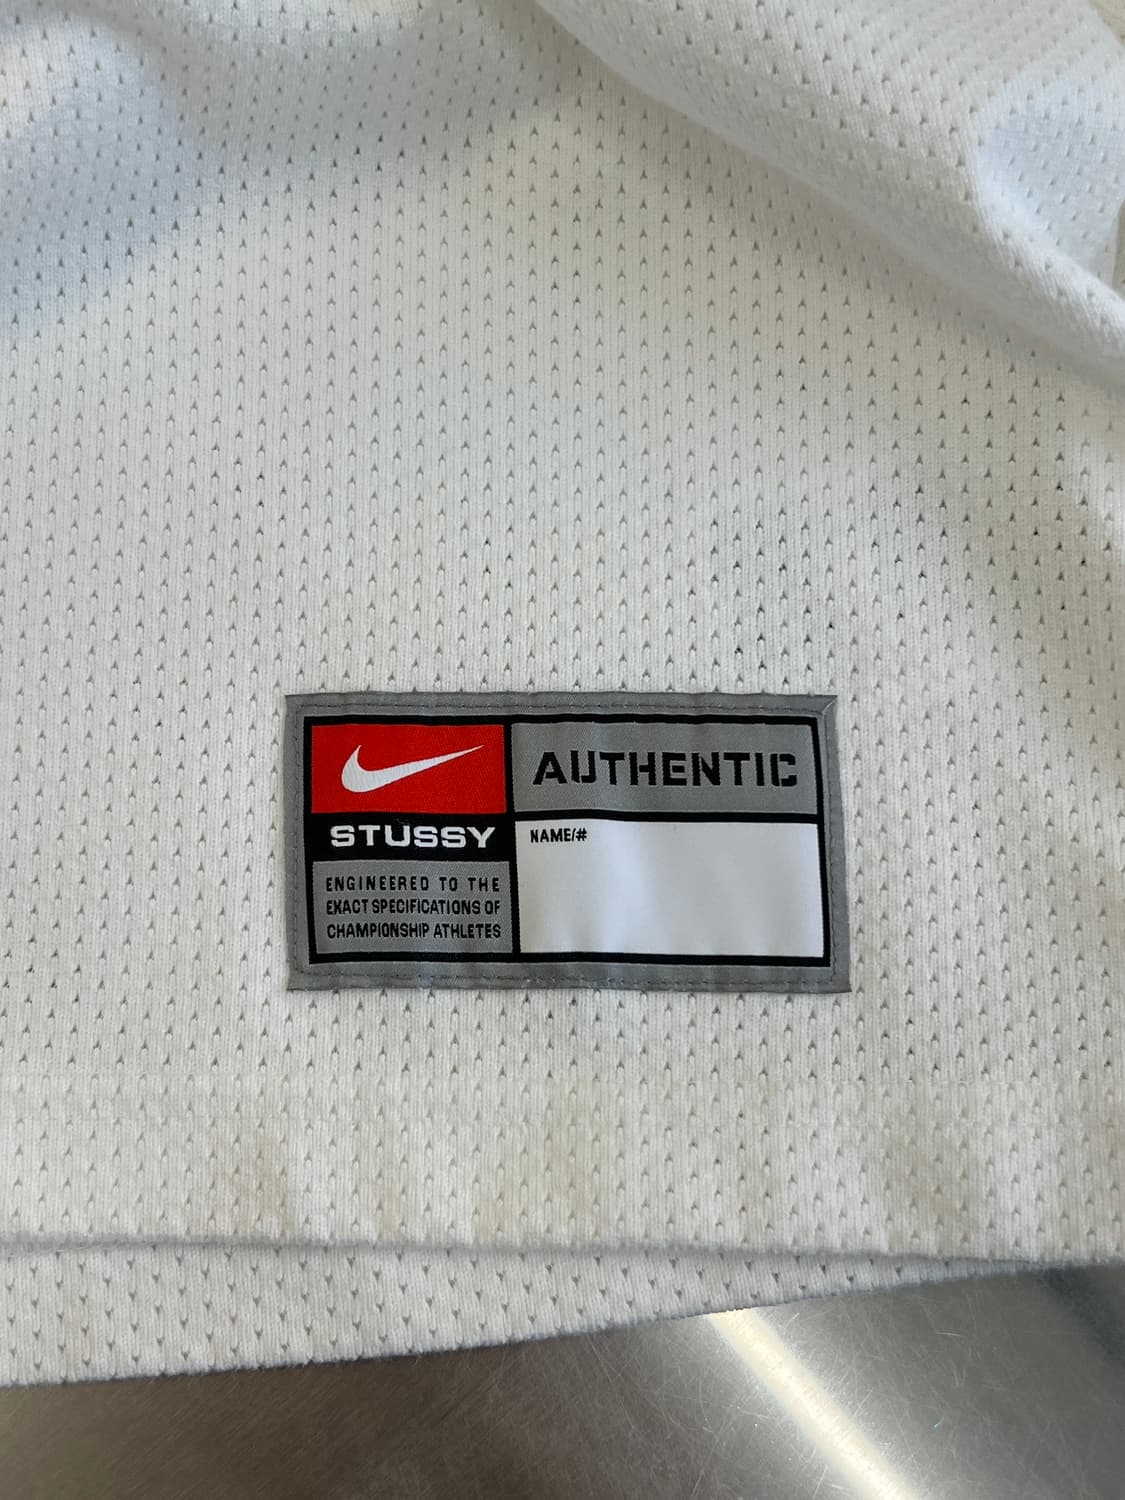 AUTHENTIC
STUSSY
NAME/#
ENGINEERED TO THE
EXACT SPECIFICATIONS OF
CHAMPIONSHIP ATHLETES